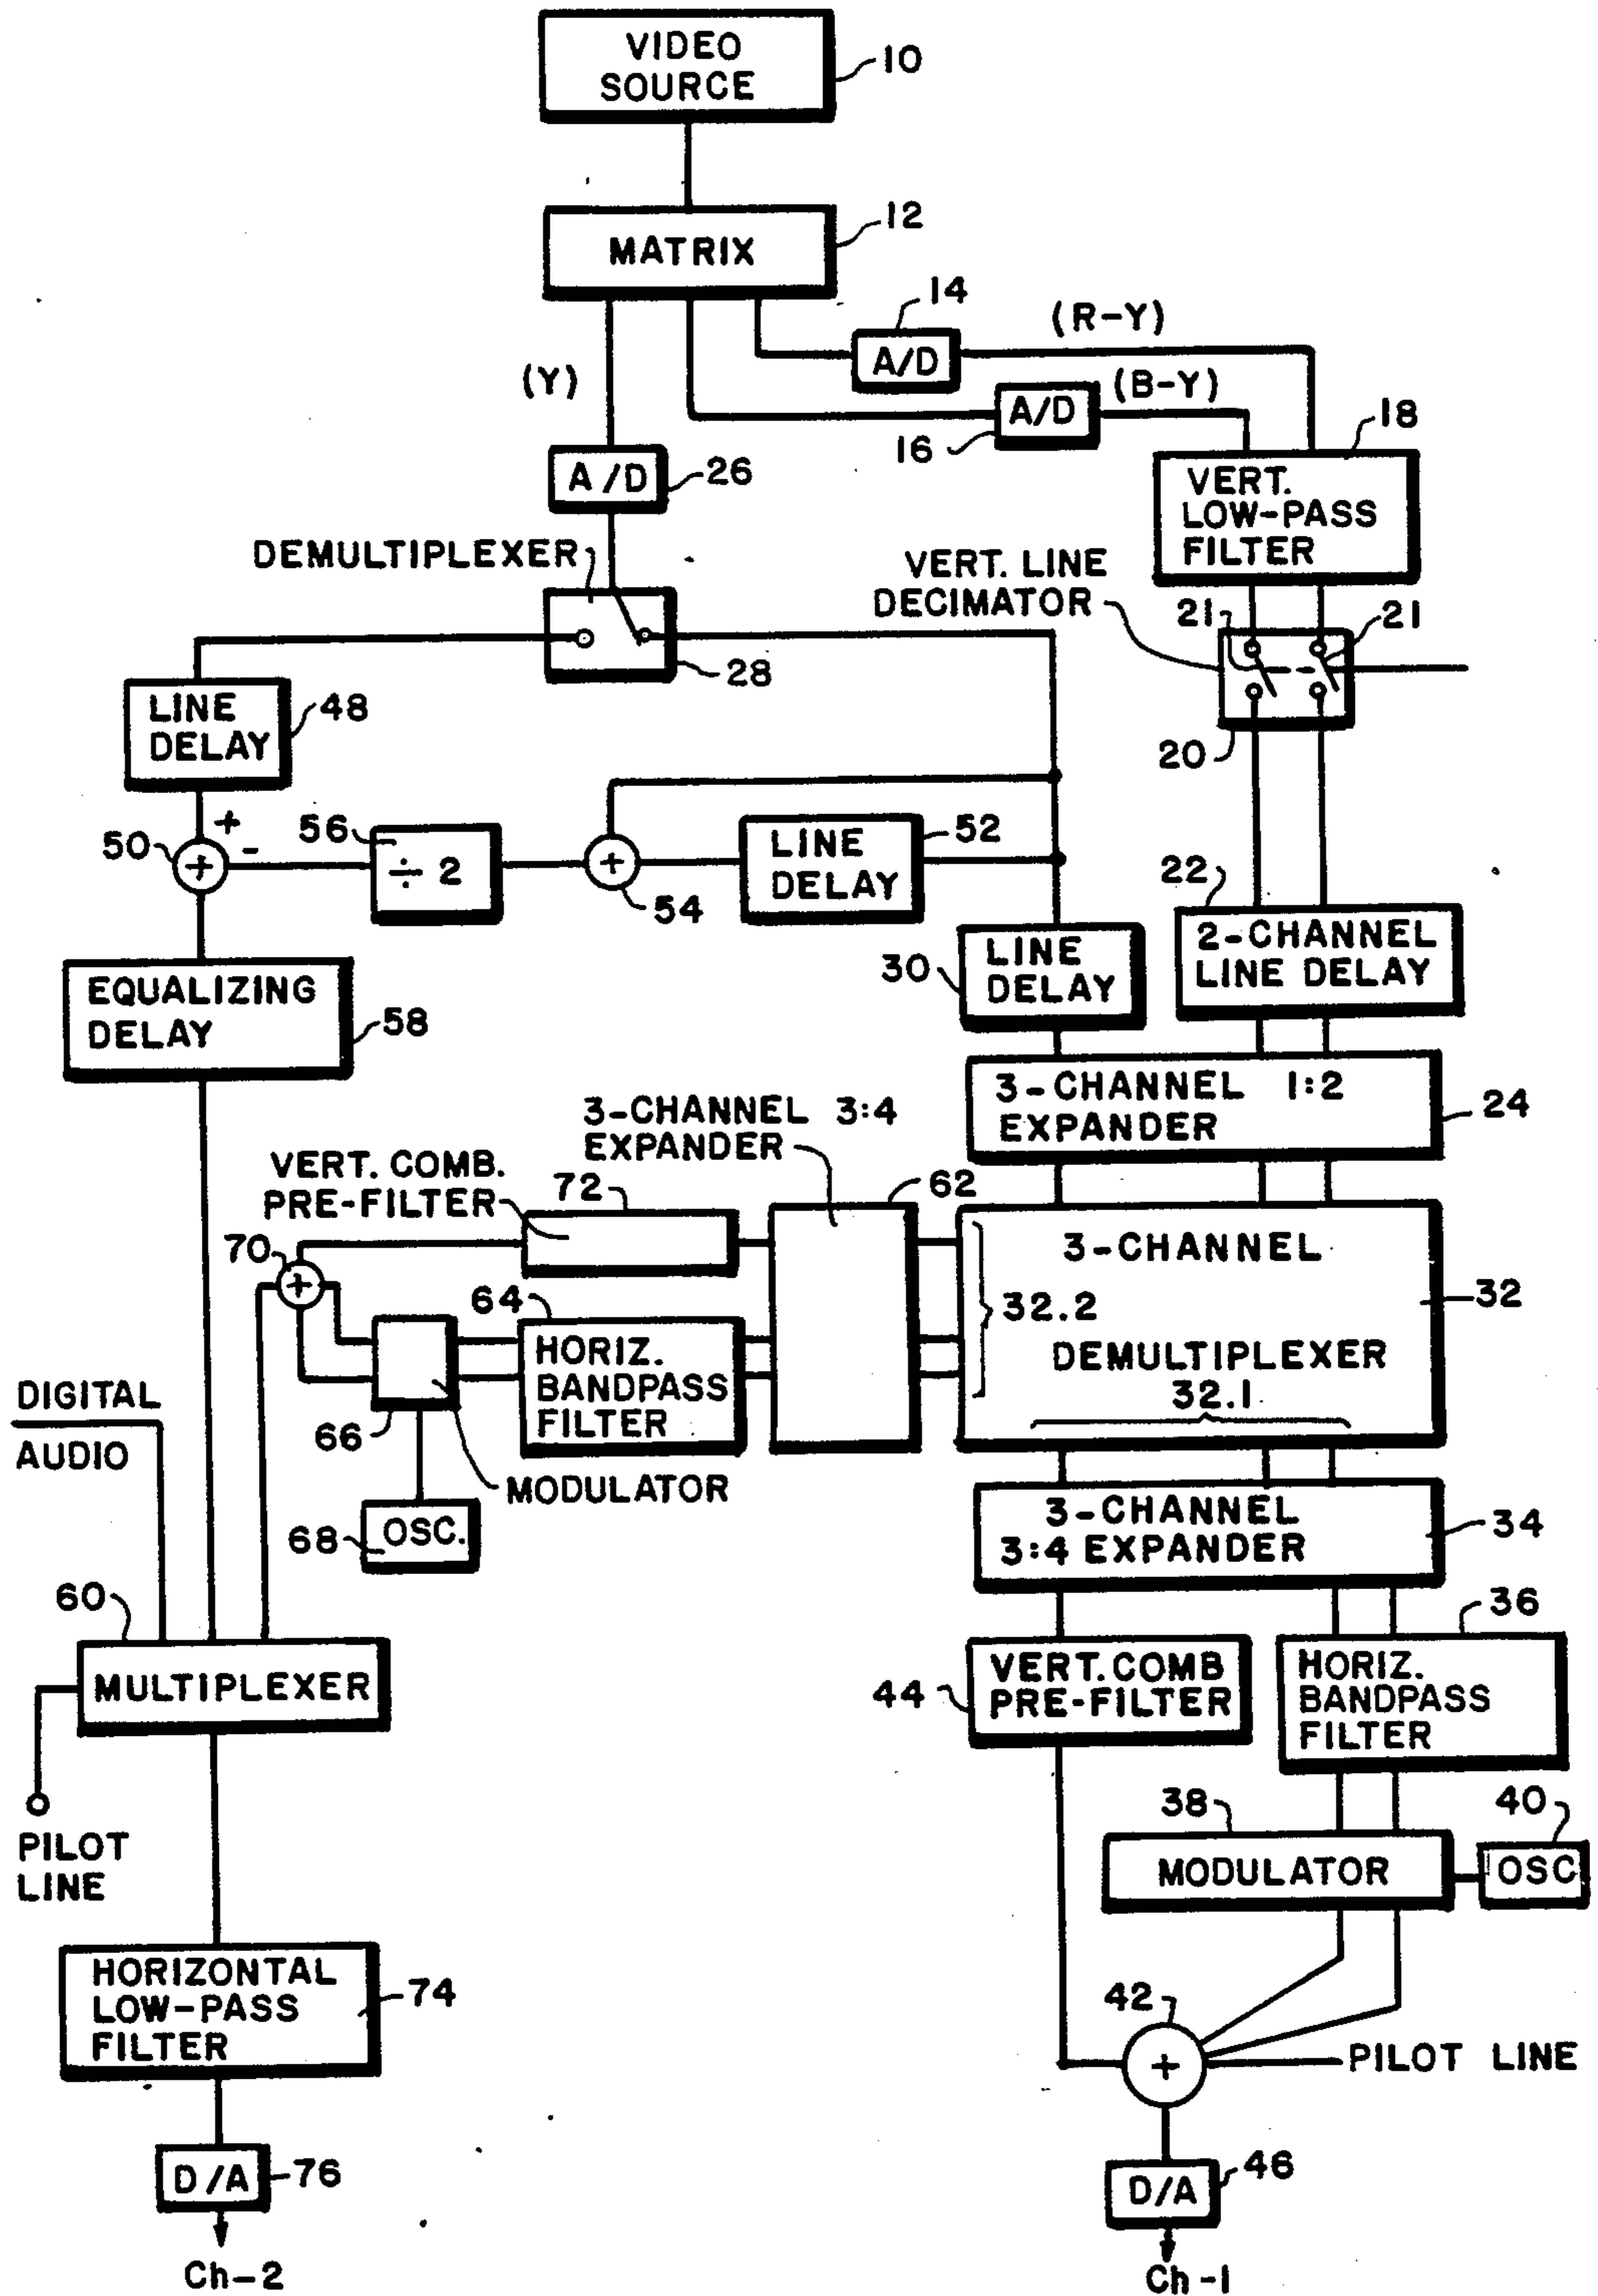 VIDEO
SOURCE
10
MATRIX
12
14
A/D
(R-Y)
(Y)
A/D
(B-Y)
16
18
A/D
26
VERT.
LOW-PASS
FILTER
DEMULTIPLEXER
VERT. LINE
DECIMATOR
21
21
28
LINE
DELAY
48
20
+
-
50
+
56
÷ 2
+
54
LINE
DELAY
52
22
2-CHANNEL
LINE DELAY
30
LINE
DELAY
EQUALIZING
DELAY
58
3-CHANNEL 1:2
EXPANDER
24
3-CHANNEL 3:4
EXPANDER
VERT. COMB.
PRE-FILTER
72
62
70
+
3-CHANNEL
32.2
32
DEMULTIPLEXER
32.1
64
HORIZ.
BANDPASS
FILTER
66
MODULATOR
DIGITAL
AUDIO
68
OSC.
3-CHANNEL
3:4 EXPANDER
34
60
MULTIPLEXER
36
44
VERT. COMB
PRE-FILTER
HORIZ.
BANDPASS
FILTER
PILOT
LINE
38
MODULATOR
40
OSC
HORIZONTAL
LOW-PASS
FILTER
74
42
+
PILOT LINE
D/A
76
D/A
46
Ch-2
Ch-1